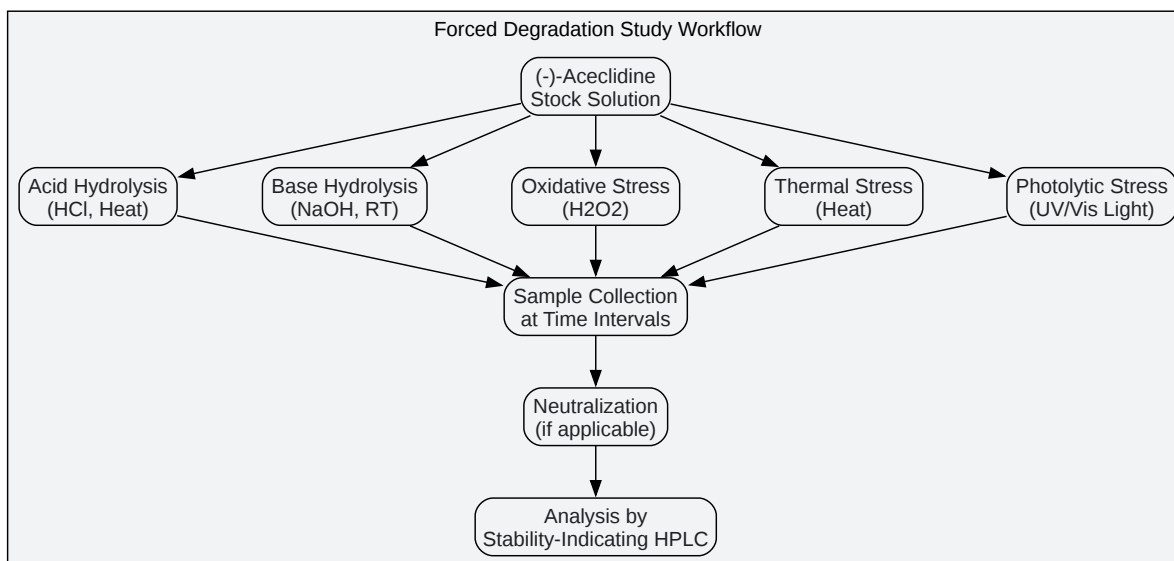 Forced Degradation Study Workflow
(-)-Aceclidine
Stock Solution
Acid Hydrolysis
(HCl, Heat)
Base Hydrolysis
(NaOH, RT)
Oxidative Stress
(H2O2)
Thermal Stress
(Heat)
Photolytic Stress
(UV/Vis Light)
Sample Collection
at Time Intervals
Neutralization
(if applicable)
Analysis by
Stability-Indicating HPLC